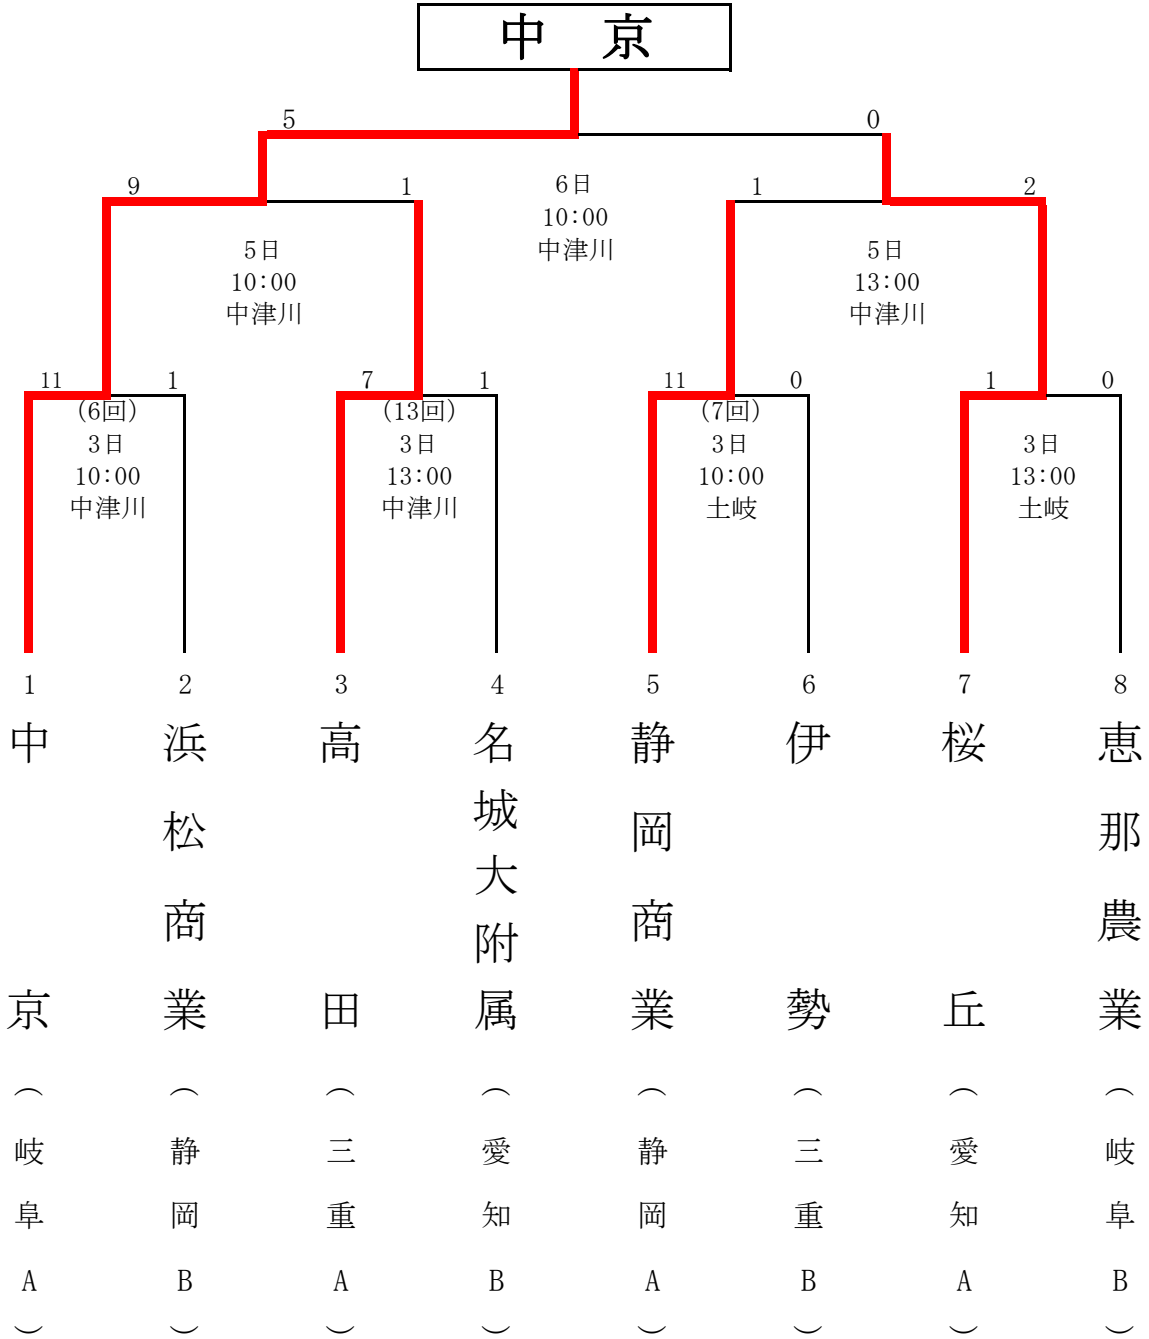 中 京
5 0
9 1 6日 1 2
10:00
中津川
5日 5日
10:00 13:00
中津川 中津川
11 1 7 1 11 0 1 0
(6回) (13回) (7回)
3日 3日 3日 3日
10:00 13:00 10:00 13:00
中津川 中津川 土岐 土岐
1 2 3 4 5 6 7 8
中京(岐阜A)
浜松商業(静岡B)
高田(三重A)
名城大附属(愛知B)
静岡商業(静岡A)
伊勢(三重B)
桜丘(愛知A)
恵那農業(岐阜B)